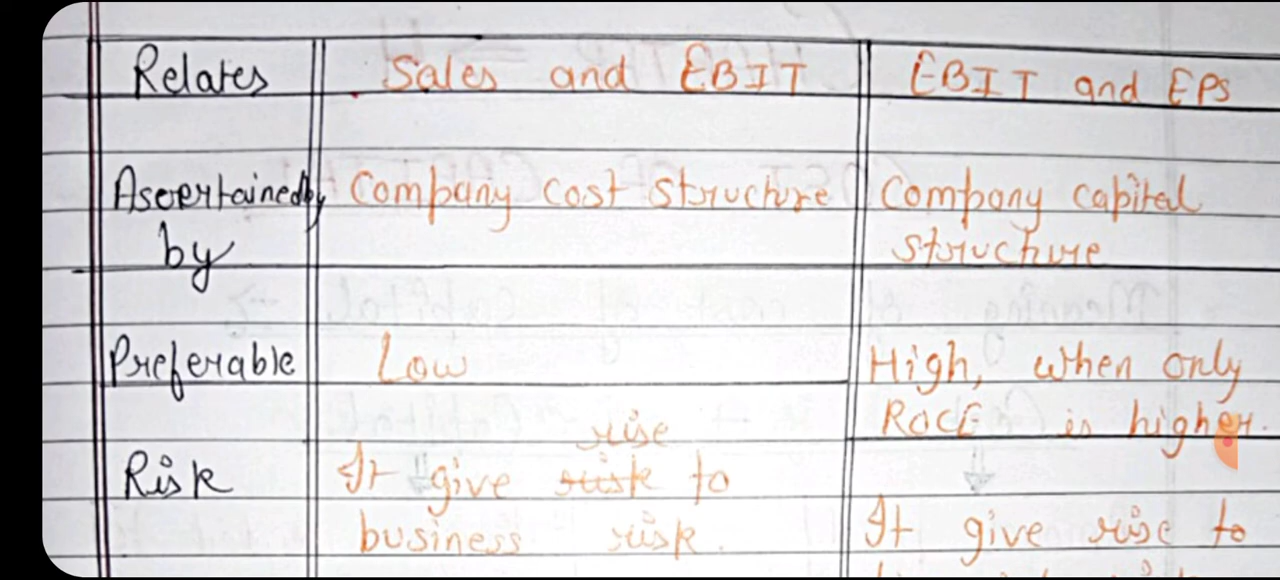 Relates Sales and EBIT EBIT and EPS
Ascertained by Company cost structure Company capital
by structure
Preferable Low High, when only
ROCE is higher.
rise
Risk It give risk to
business risk. It give rise to